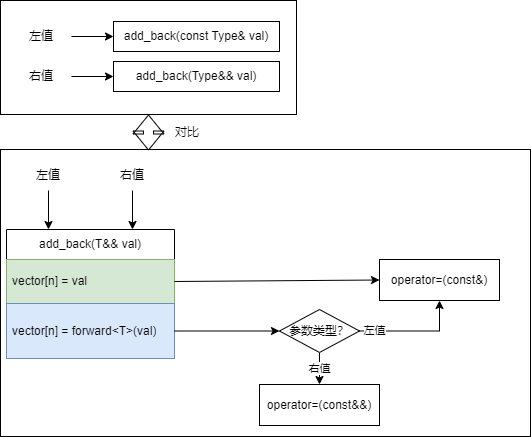 左值
add_back(const Type& val)
右值
add_back(Type&& val)
对比
左值
右值
add_back(T&& val)
vector[n] = val
operator=(const&)
vector[n] = forward<T>(val)
参数类型?
左值
右值
operator=(const&&)